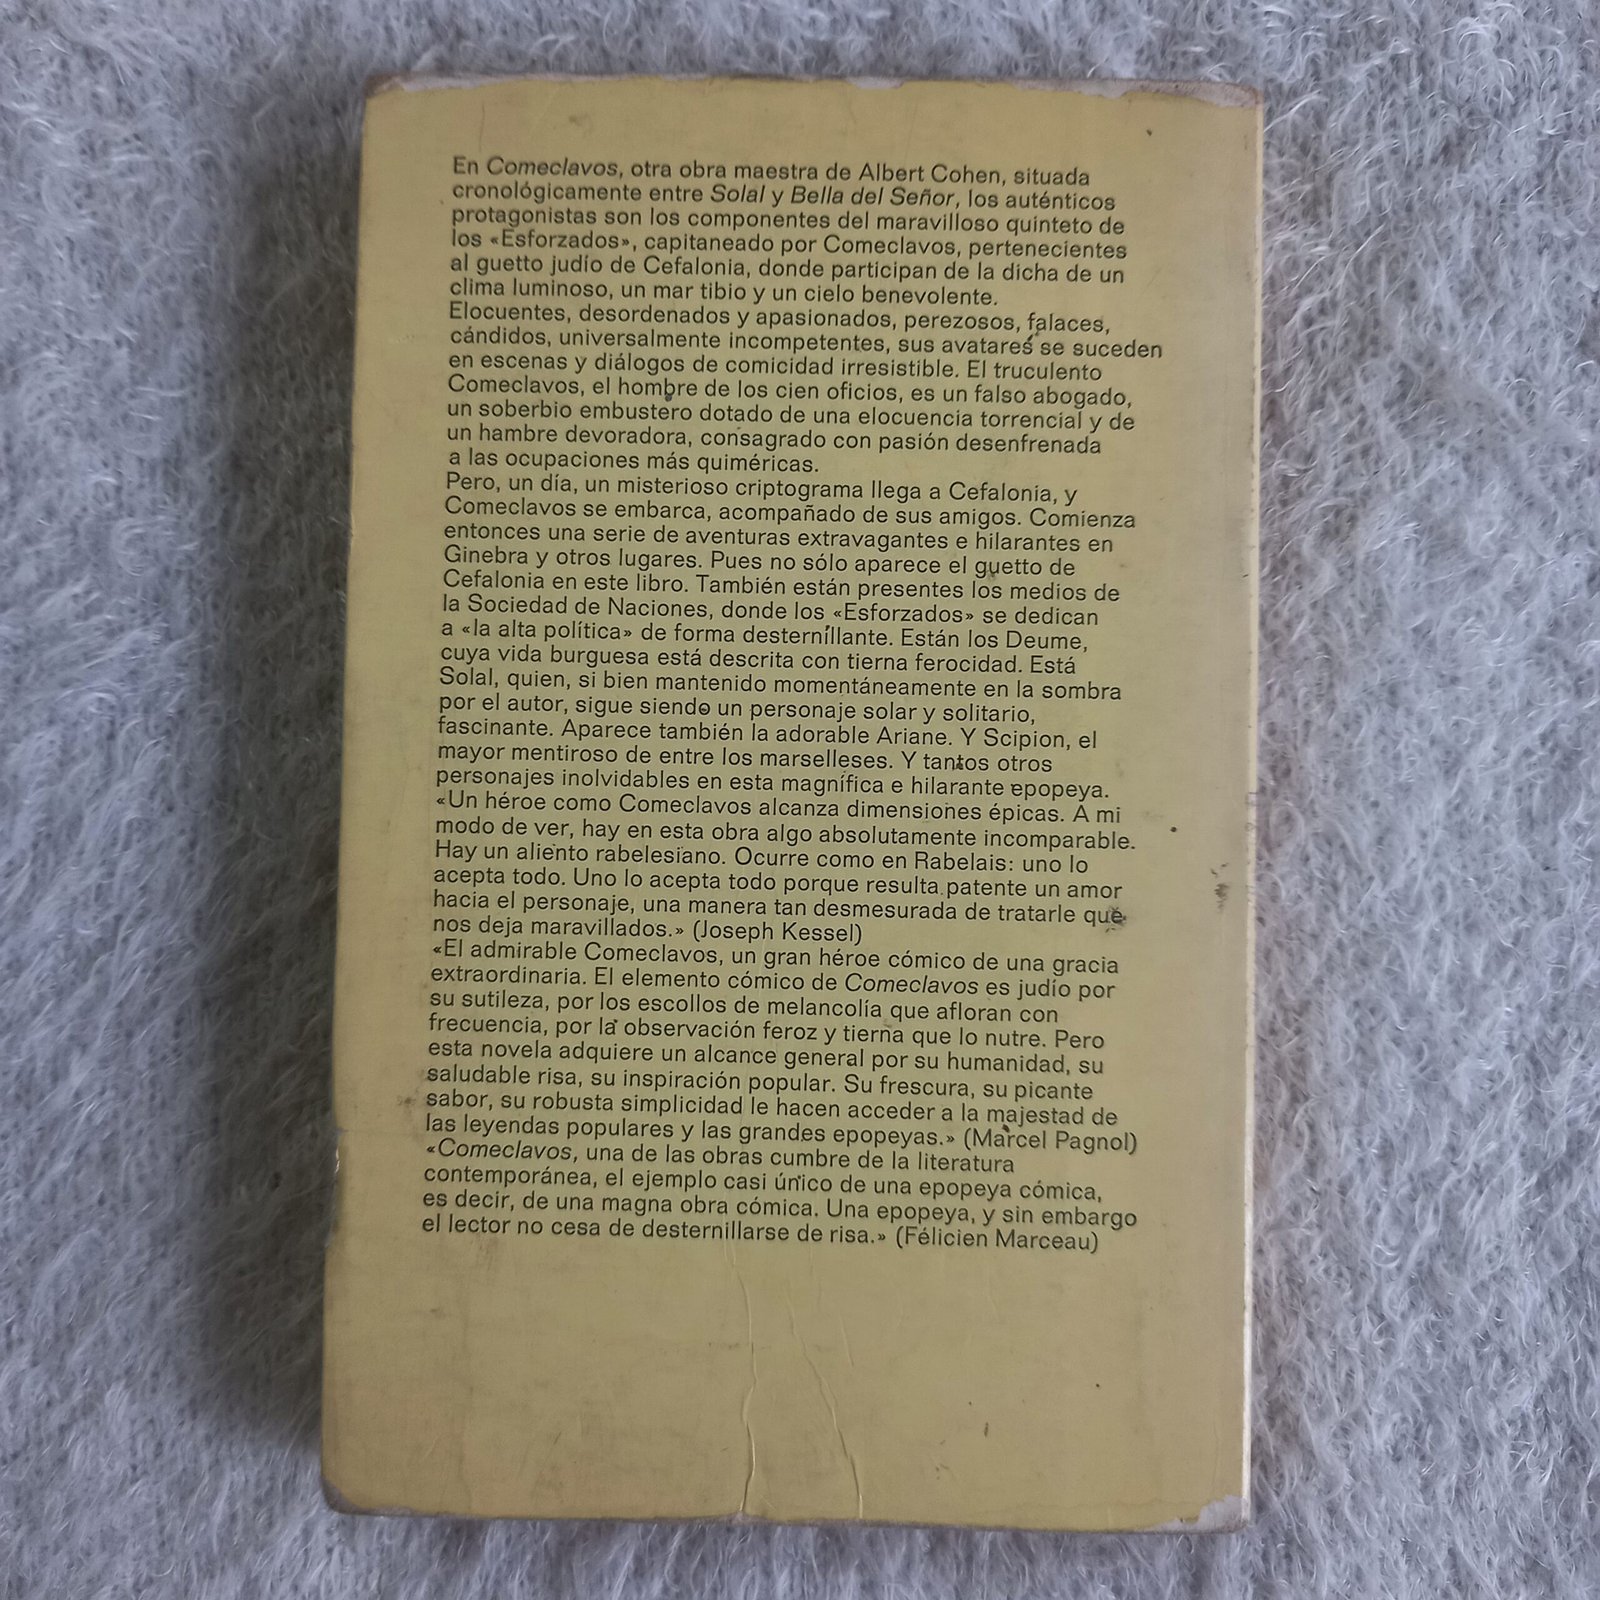 En Comeclavos, otra obra maestra de Albert Cohen, situada
cronológicamente entre Solal y Bella del Señor, los auténticos
protagonistas son los componentes del maravilloso quinteto de
los «Esforzados», capitaneado por Comeclavos, pertenecientes
al guetto judío de Cefalonia, donde participan de la dicha de un
clima luminoso, un mar tibio y un cielo benevolente.
Elocuentes, desordenados y apasionados, perezosos, falaces,
cándidos, universalmente incompetentes, sus avatares se suceden
en escenas y diálogos de comicidad irresistible. El truculento
Comeclavos, el hombre de los cien oficios, es un falso abogado,
un soberbio embustero dotado de una elocuencia torrencial y de
un hambre devoradora, consagrado con pasión desenfrenada
a las ocupaciones más quiméricas.
Pero, un día, un misterioso criptograma llega a Cefalonia, y
Comeclavos se embarca, acompañado de sus amigos. Comienza
entonces una serie de aventuras extravagantes e hilarantes en
Ginebra y otros lugares. Pues no sólo aparece el guetto de
Cefalonia en este libro. También están presentes los medios de
la Sociedad de Naciones, donde los «Esforzados» se dedican
a «la alta política» de forma desternillante. Están los Deume,
cuya vida burguesa está descrita con tierna ferocidad. Está
Solal, quien, si bien mantenido momentáneamente en la sombra
por el autor, sigue siendo un personaje solar y solitario,
fascinante. Aparece también la adorable Ariane. Y Scipion, el
mayor mentiroso de entre los marselleses. Y tantos otros
personajes inolvidables en esta magnífica e hilarante epopeya.
«Un héroe como Comeclavos alcanza dimensiones épicas. A mi
modo de ver, hay en esta obra algo absolutamente incomparable.
Hay un aliento rabelesiano. Ocurre como en Rabelais: uno lo
acepta todo. Uno lo acepta todo porque resulta patente un amor
hacia el personaje, una manera tan desmesurada de tratarle que
nos deja maravillados.» (Joseph Kessel)
«El admirable Comeclavos, un gran héroe cómico de una gracia
extraordinaria. El elemento cómico de Comeclavos es judío por
su sutileza, por los escollos de melancolía que afloran con
frecuencia, por la observación feroz y tierna que lo nutre. Pero
esta novela adquiere un alcance general por su humanidad, su
saludable risa, su inspiración popular. Su frescura, su picante
sabor, su robusta simplicidad le hacen acceder a la majestad de
las leyendas populares y las grandes epopeyas.» (Marcel Pagnol)
«Comeclavos, una de las obras cumbre de la literatura
contemporánea, el ejemplo casi único de una epopeya cómica,
es decir, de una magna obra cómica. Una epopeya, y sin embargo
el lector no cesa de desternillarse de risa.» (Félicien Marceau)